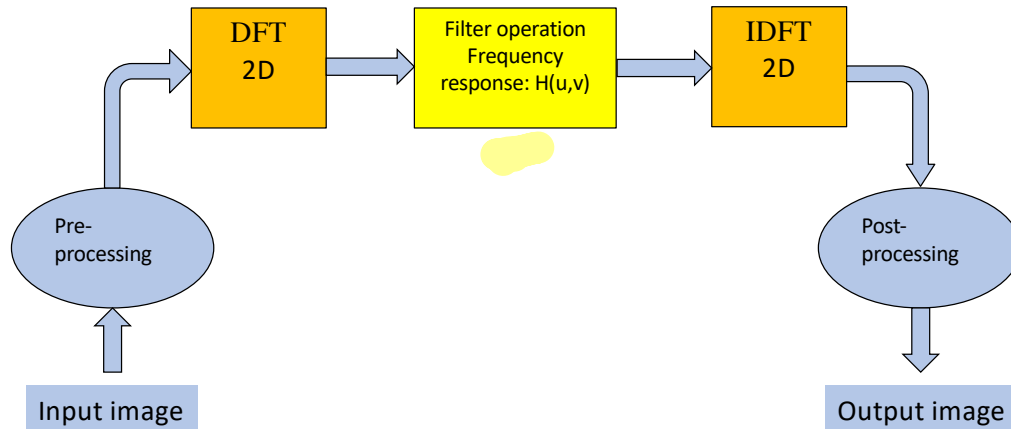 Input image
Pre-
processing
DFT
2D
Filter operation
Frequency
response: H(u,v)
IDFT
2D
Post-
processing
Output image